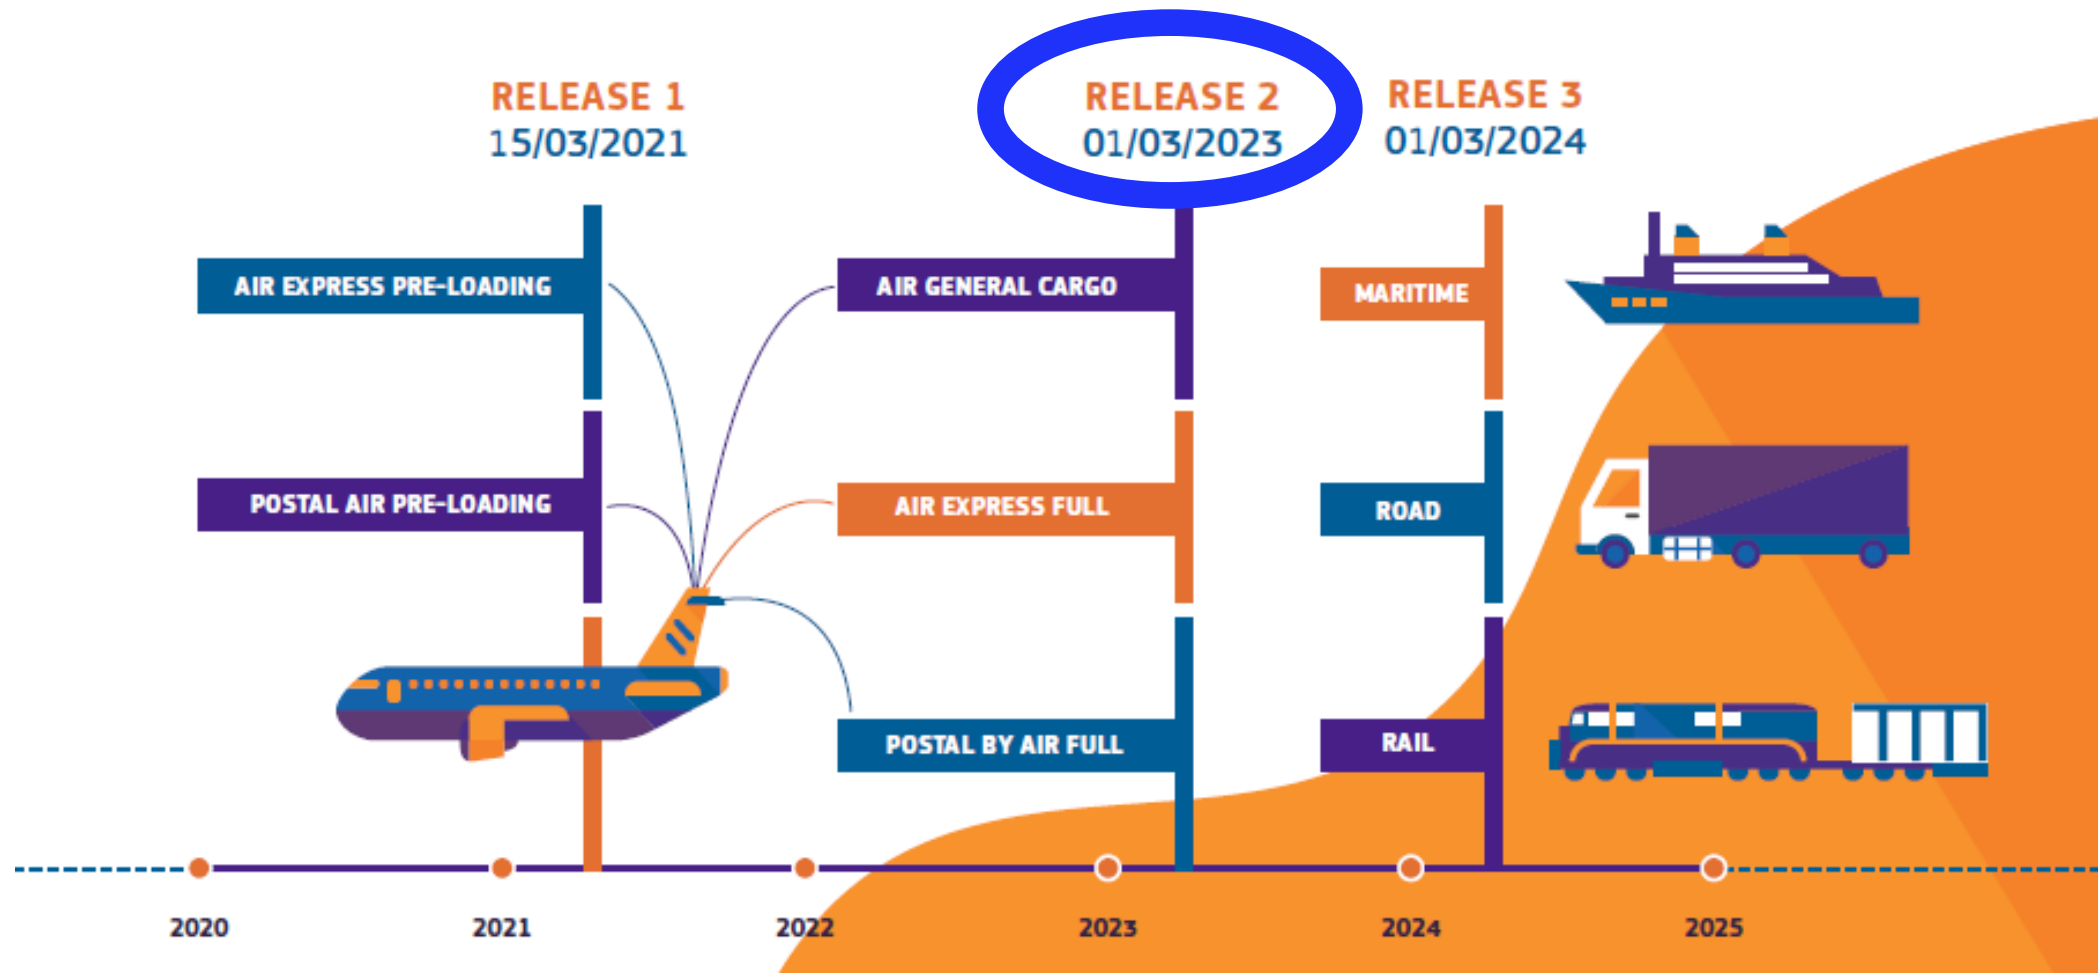 RELEASE 1
15/03/2021
RELEASE 2
01/03/2023
RELEASE 3
01/03/2024
AIR EXPRESS PRE-LOADING
AIR GENERAL CARGO
MARITIME
POSTAL AIR PRE-LOADING
AIR EXPRESS FULL
ROAD
POSTAL BY AIR FULL
RAIL
2020
2021
2022
2023
2024
2025